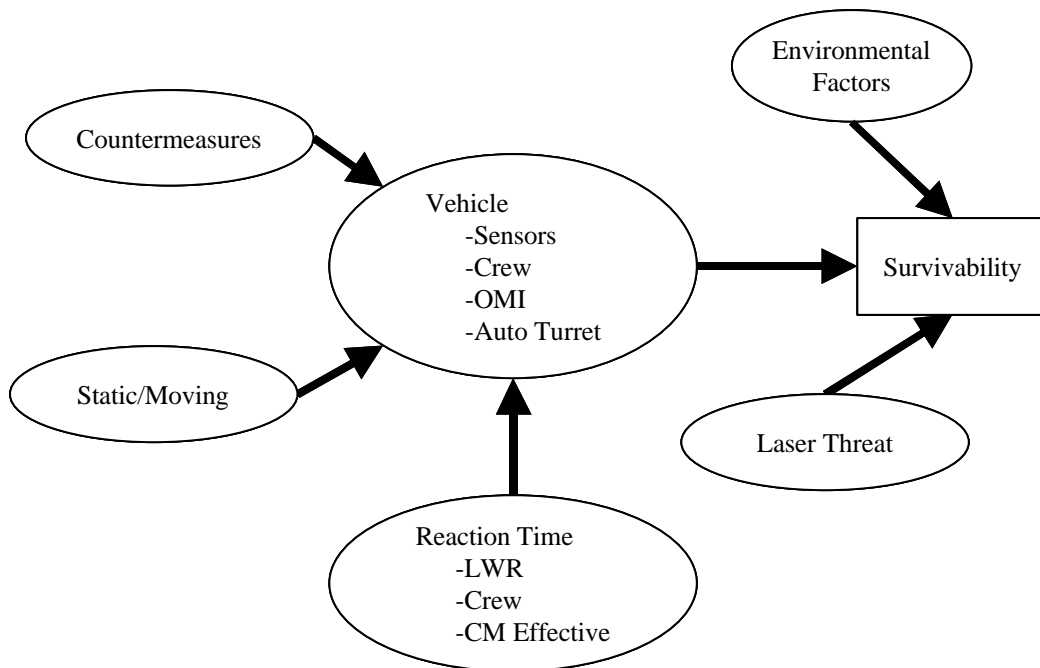 Environmental
Factors
Countermeasures
Vehicle
-Sensors
-Crew
-OMI
-Auto Turret
Survivability
Static/Moving
Laser Threat
Reaction Time
-LWR
-Crew
-CM Effective